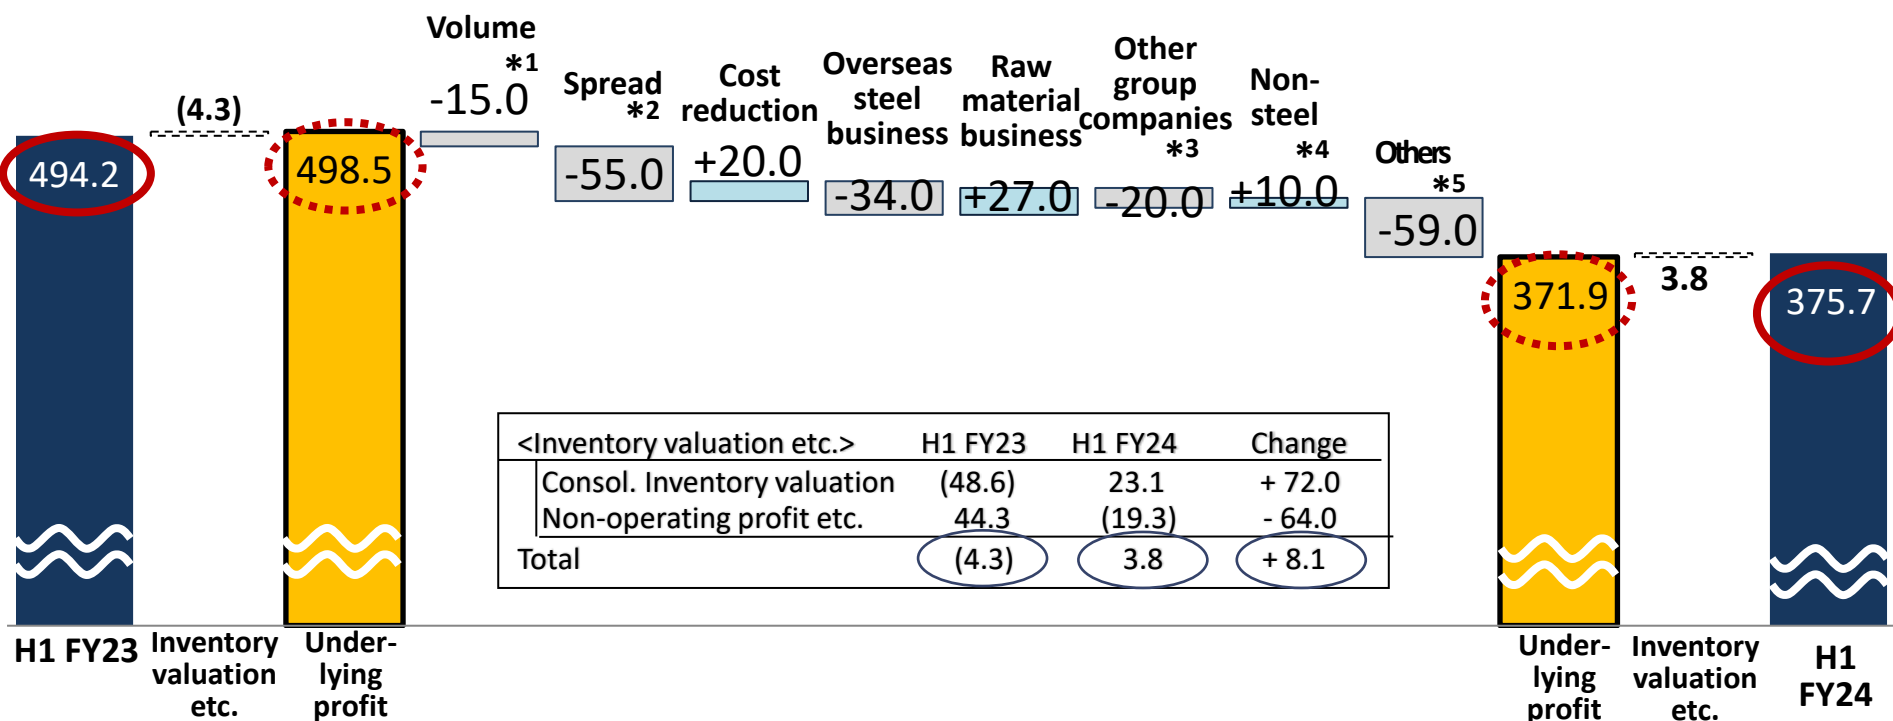 Volume
*1
-15.0
Spread
*2
-55.0
Cost
reduction
+20.0
Overseas
steel
business
-34.0
Raw
material
business
+27.0
Other
group
companies
*3
-20.0
Non-
steel
*4
+10.0
Others
*5
-59.0
494.2
(4.3)
498.5
371.9
3.8
375.7
<Inventory valuation etc.> H1 FY23 H1 FY24 Change
Consol. Inventory valuation (48.6) 23.1 + 72.0
Non-operating profit etc. 44.3 (19.3) - 64.0
Total (4.3) 3.8 + 8.1
H1 FY23
Inventory
valuation
etc.
Under-
lying
profit
Under-
lying
profit
Inventory
valuation
etc.
H1
FY24